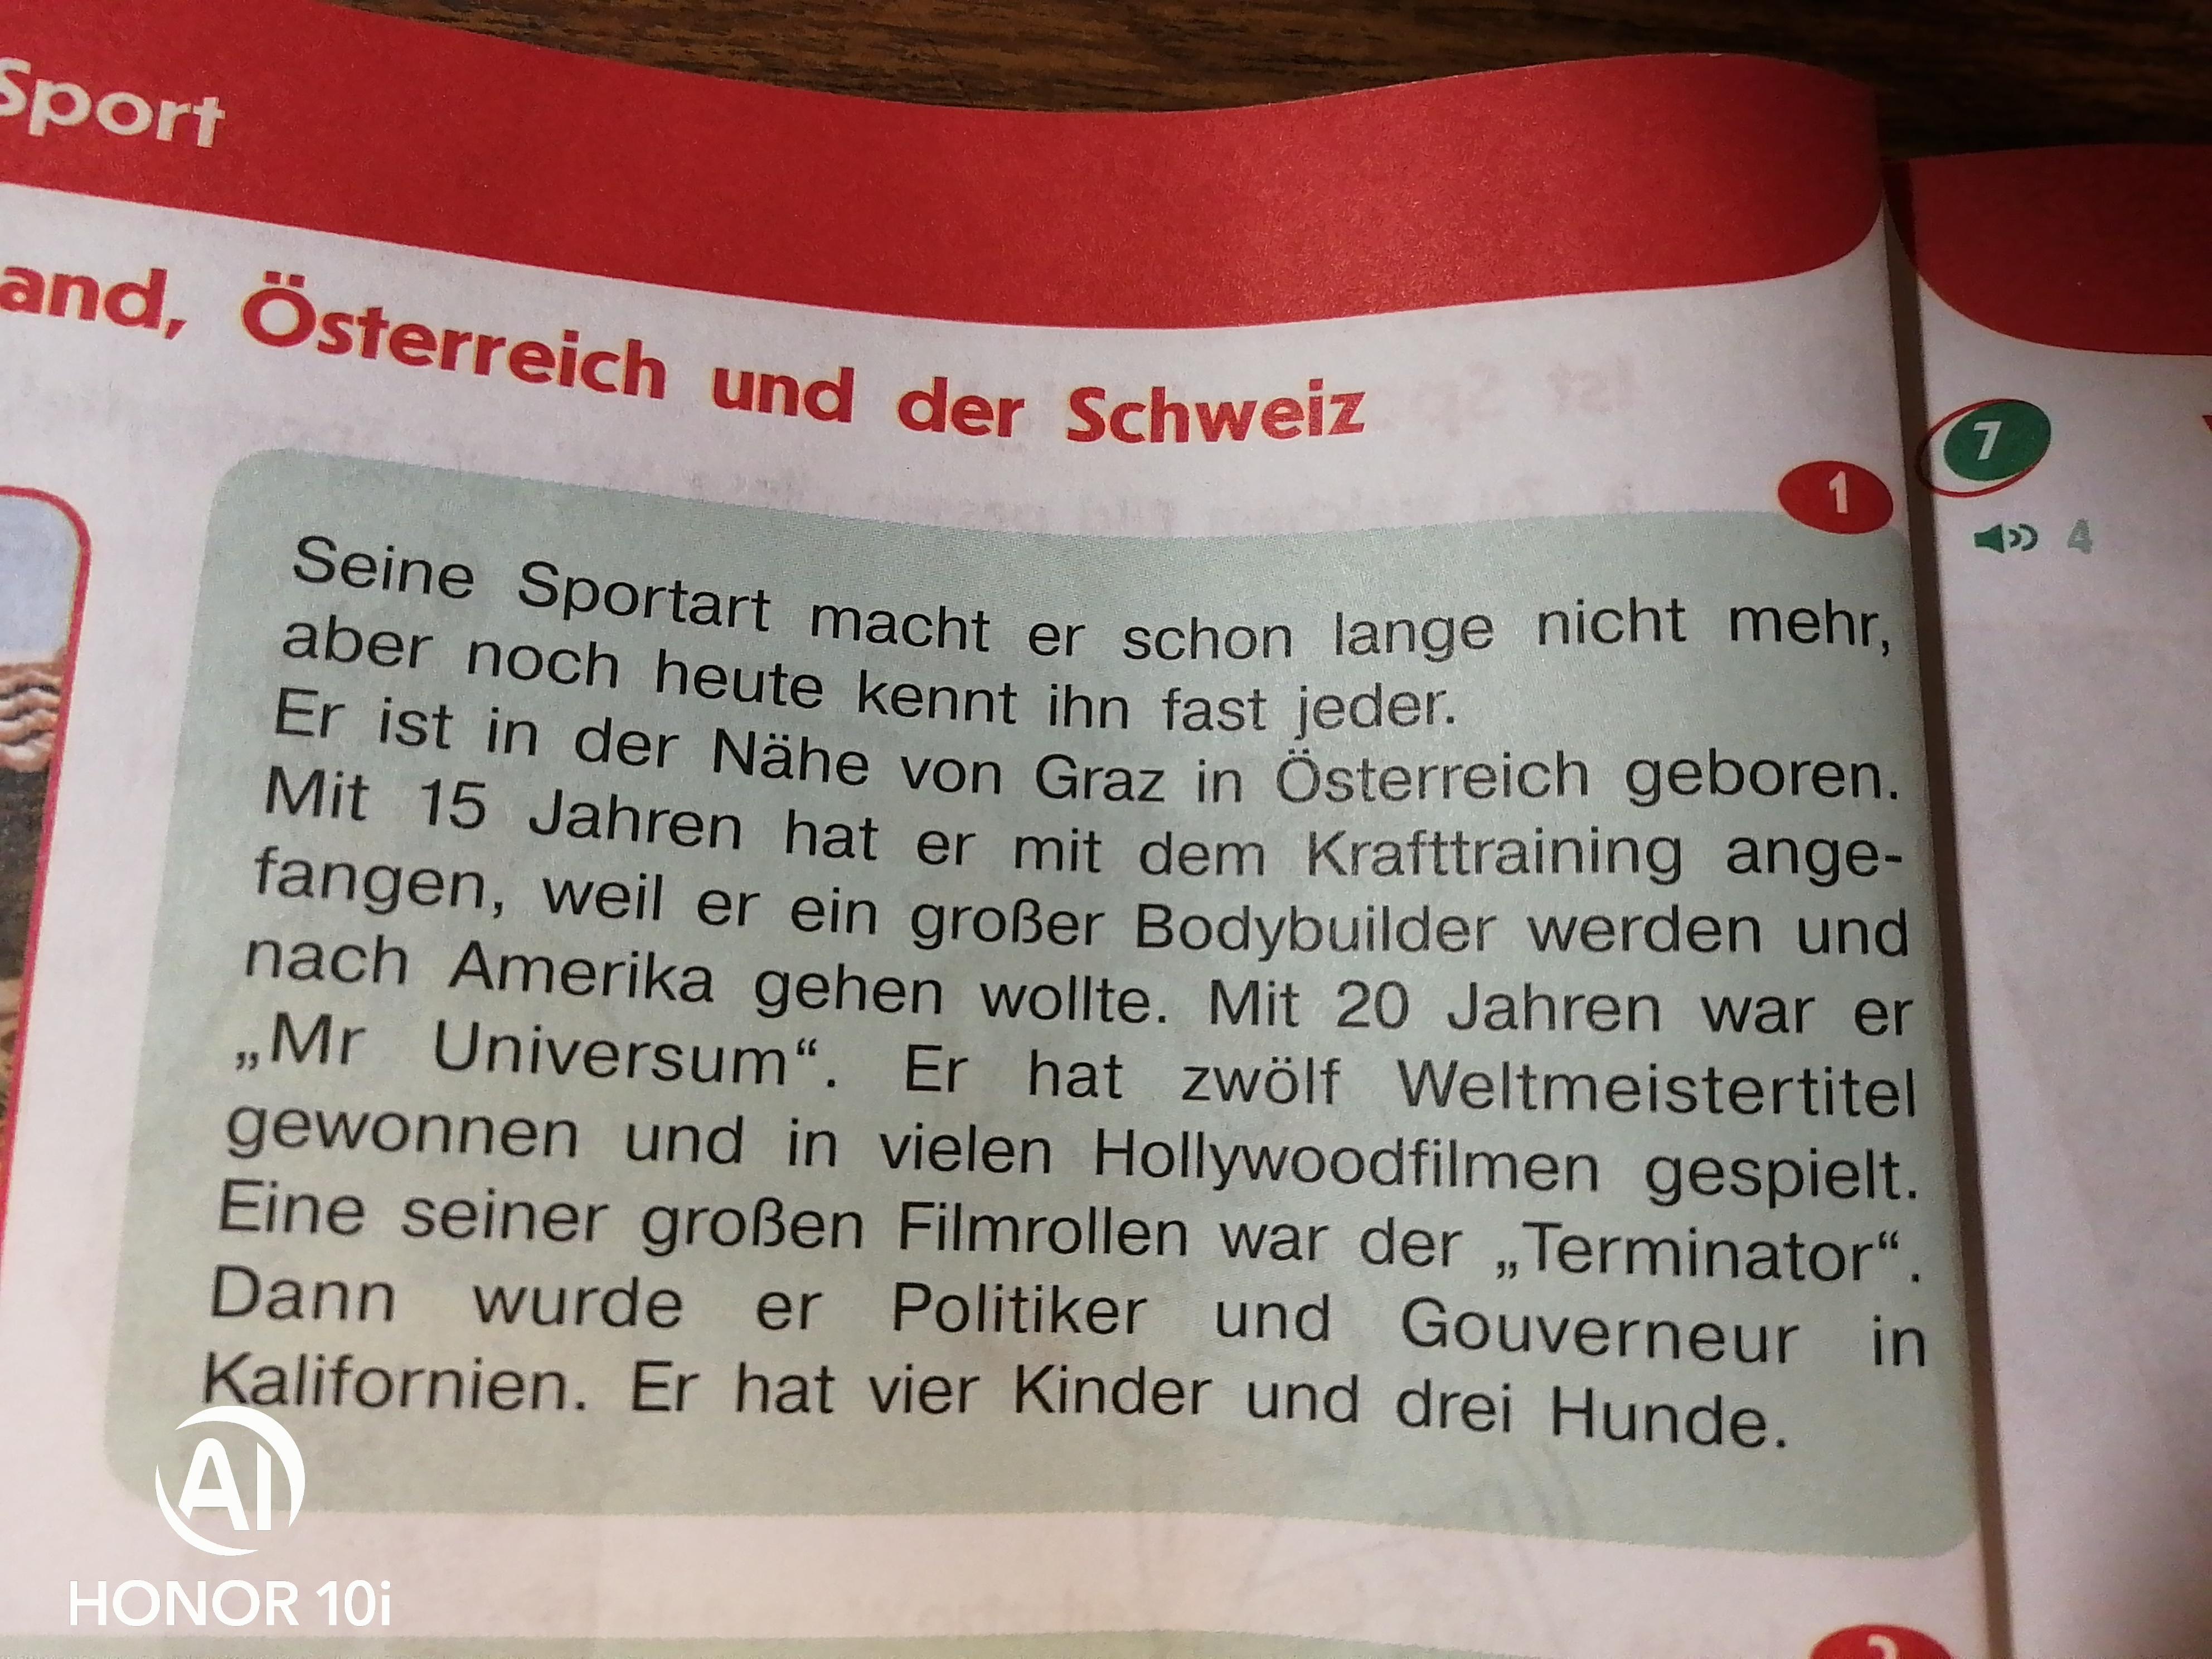 Sport
and, Österreich und der Schweiz
1
7
4
Seine Sportart macht er schon lange nicht mehr,
aber noch heute kennt ihn fast jeder.
Er ist in der Nähe von Graz in Österreich geboren.
Mit 15 Jahren hat er mit dem Krafttraining ange-
fangen, weil er ein großer Bodybuilder werden und
nach Amerika gehen wollte. Mit 20 Jahren war er
„Mr Universum“. Er hat zwölf Weltmeistertitel
gewonnen und in vielen Hollywoodfilmen gespielt.
Eine seiner großen Filmrollen war der „Terminator“.
Dann wurde er Politiker und Gouverneur in
Kalifornien. Er hat vier Kinder und drei Hunde.
AI
HONOR 10i